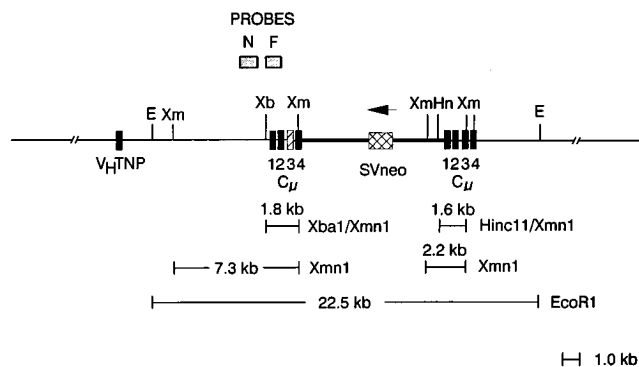 PROBES
N F
E Xm Xb Xm XmHn Xm E
VHTNP 1234 SVneo 1234
Cμ Cμ
1.8 kb Xba1/Xmn1 1.6 kb Hinc11/Xmn1
7.3 kb Xmn1 2.2 kb Xmn1
22.5 kb EcoR1
1.0 kb